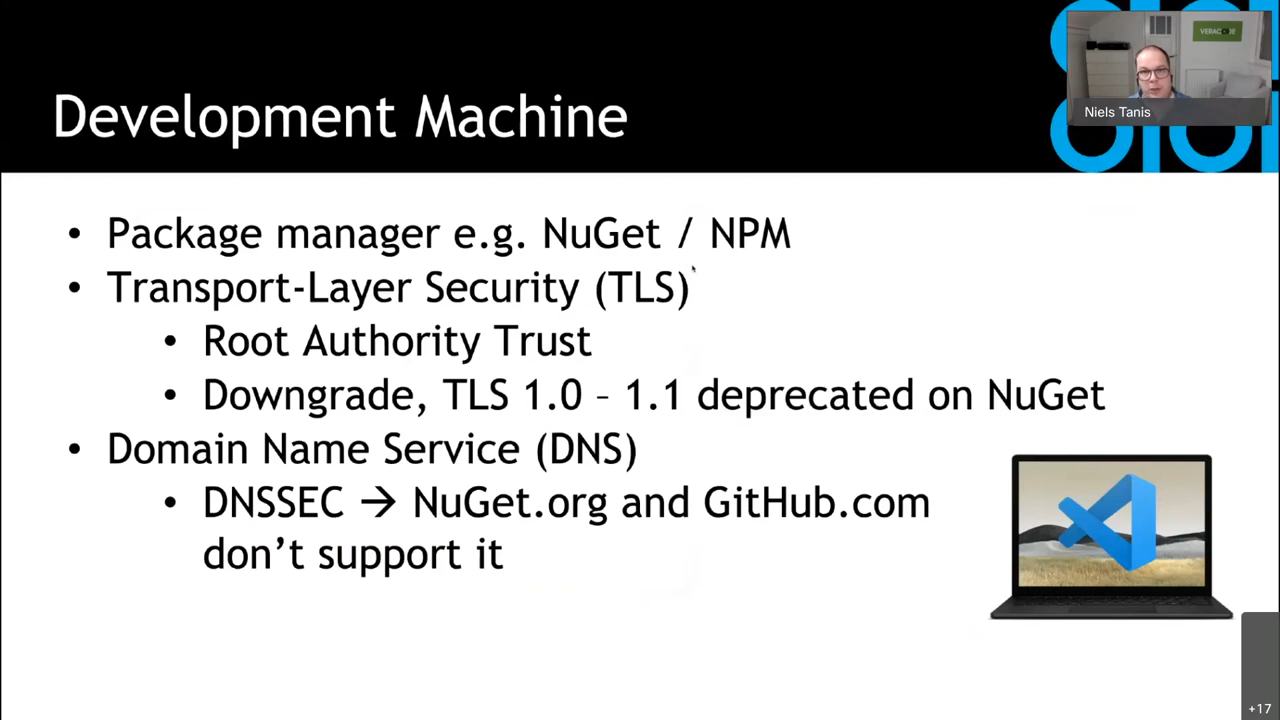 VERACODE
Niels Tanis
Development Machine
• Package manager e.g. NuGet / NPM
• Transport-Layer Security (TLS)
• Root Authority Trust
• Downgrade, TLS 1.0 – 1.1 deprecated on NuGet
• Domain Name Service (DNS)
• DNSSEC → NuGet.org and GitHub.com
don’t support it
+17